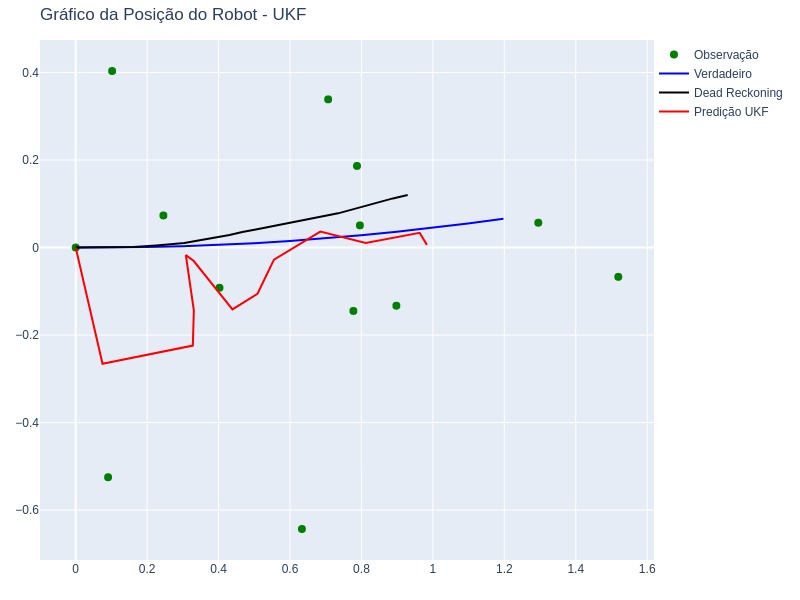 Gráfico da Posição do Robot - UKF
Observação
Verdadeiro
Dead Reckoning
Predição UKF
0.4
0.2
0
−0.2
−0.4
−0.6
0 0.2 0.4 0.6 0.8 1 1.2 1.4 1.6